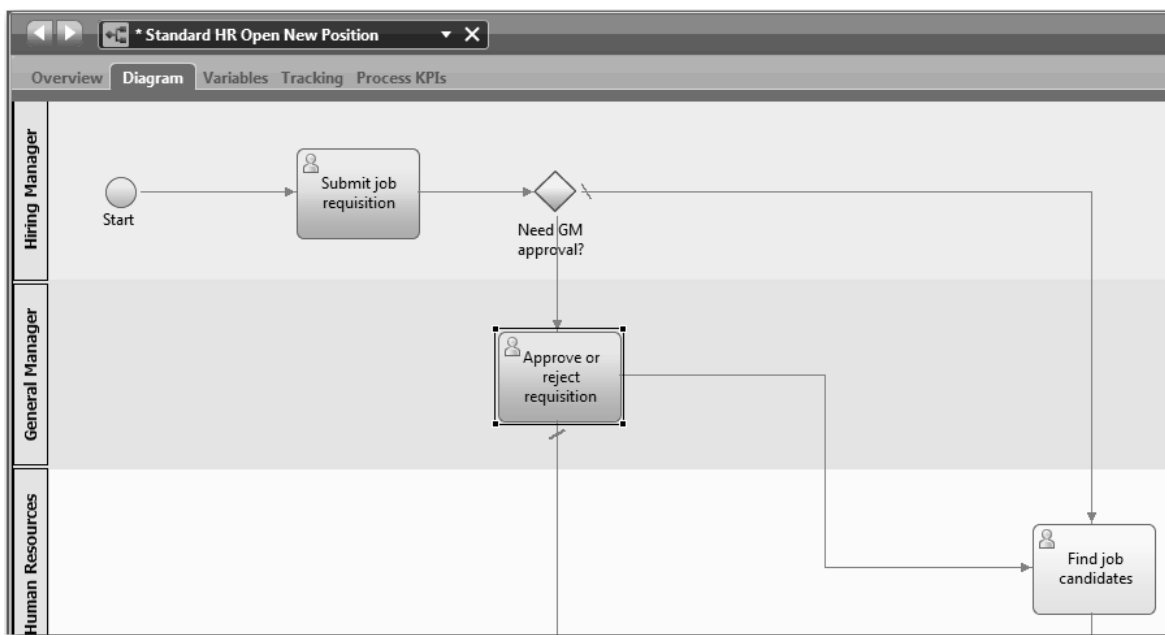 * Standard HR Open New Position
Overview Diagram Variables Tracking Process KPIs
Hiring Manager
Start
Submit job
requisition
Need GM
approval?
General Manager
Approve or
reject
requisition
Human Resources
Find job
candidates